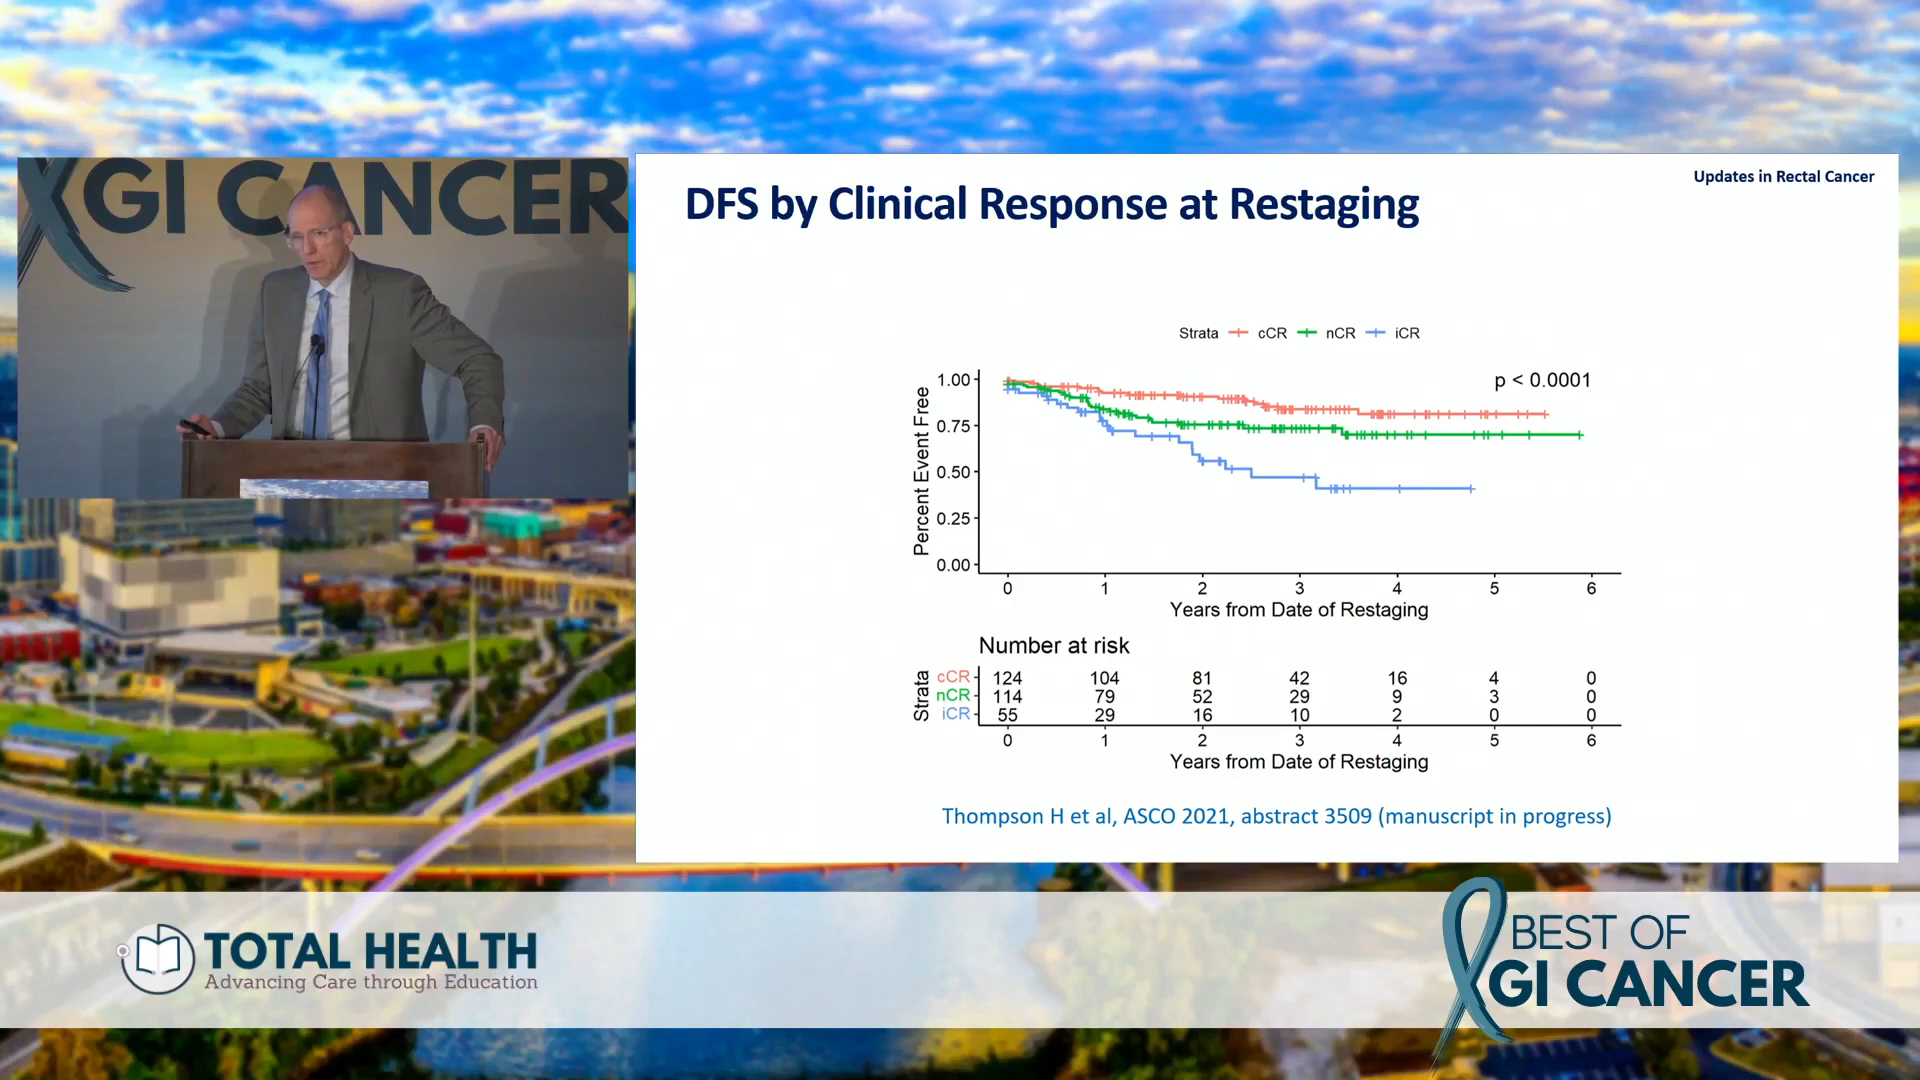 GI CANCER
Updates in Rectal Cancer
DFS by Clinical Response at Restaging
Strata cCR nCR iCR
p < 0.0001
Percent Event Free
1.00
0.75
0.50
0.25
0.00
0 1 2 3 4 5 6
Years from Date of Restaging
Number at risk
Strata
cCR 124 104 81 42 16 4 0
nCR 114 79 52 29 9 3 0
iCR 55 29 16 10 2 0 0
0 1 2 3 4 5 6
Years from Date of Restaging
Thompson H et al, ASCO 2021, abstract 3509 (manuscript in progress)
TOTAL HEALTH
Advancing Care through Education
BEST OF
GI CANCER